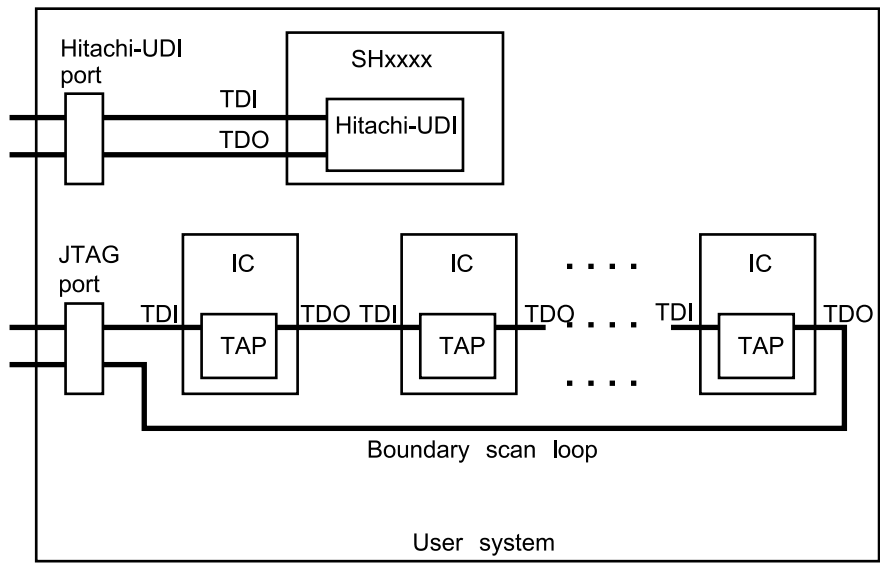 Hitachi-UDI
port
SHxxxx
TDI
Hitachi-UDI
TDO
JTAG
port
IC
IC
. . . .
IC
TDI
TDO
TDI
TDO
. . . .
TDI
TDO
TAP
TAP
TAP
. . . .
Boundary scan loop
User system